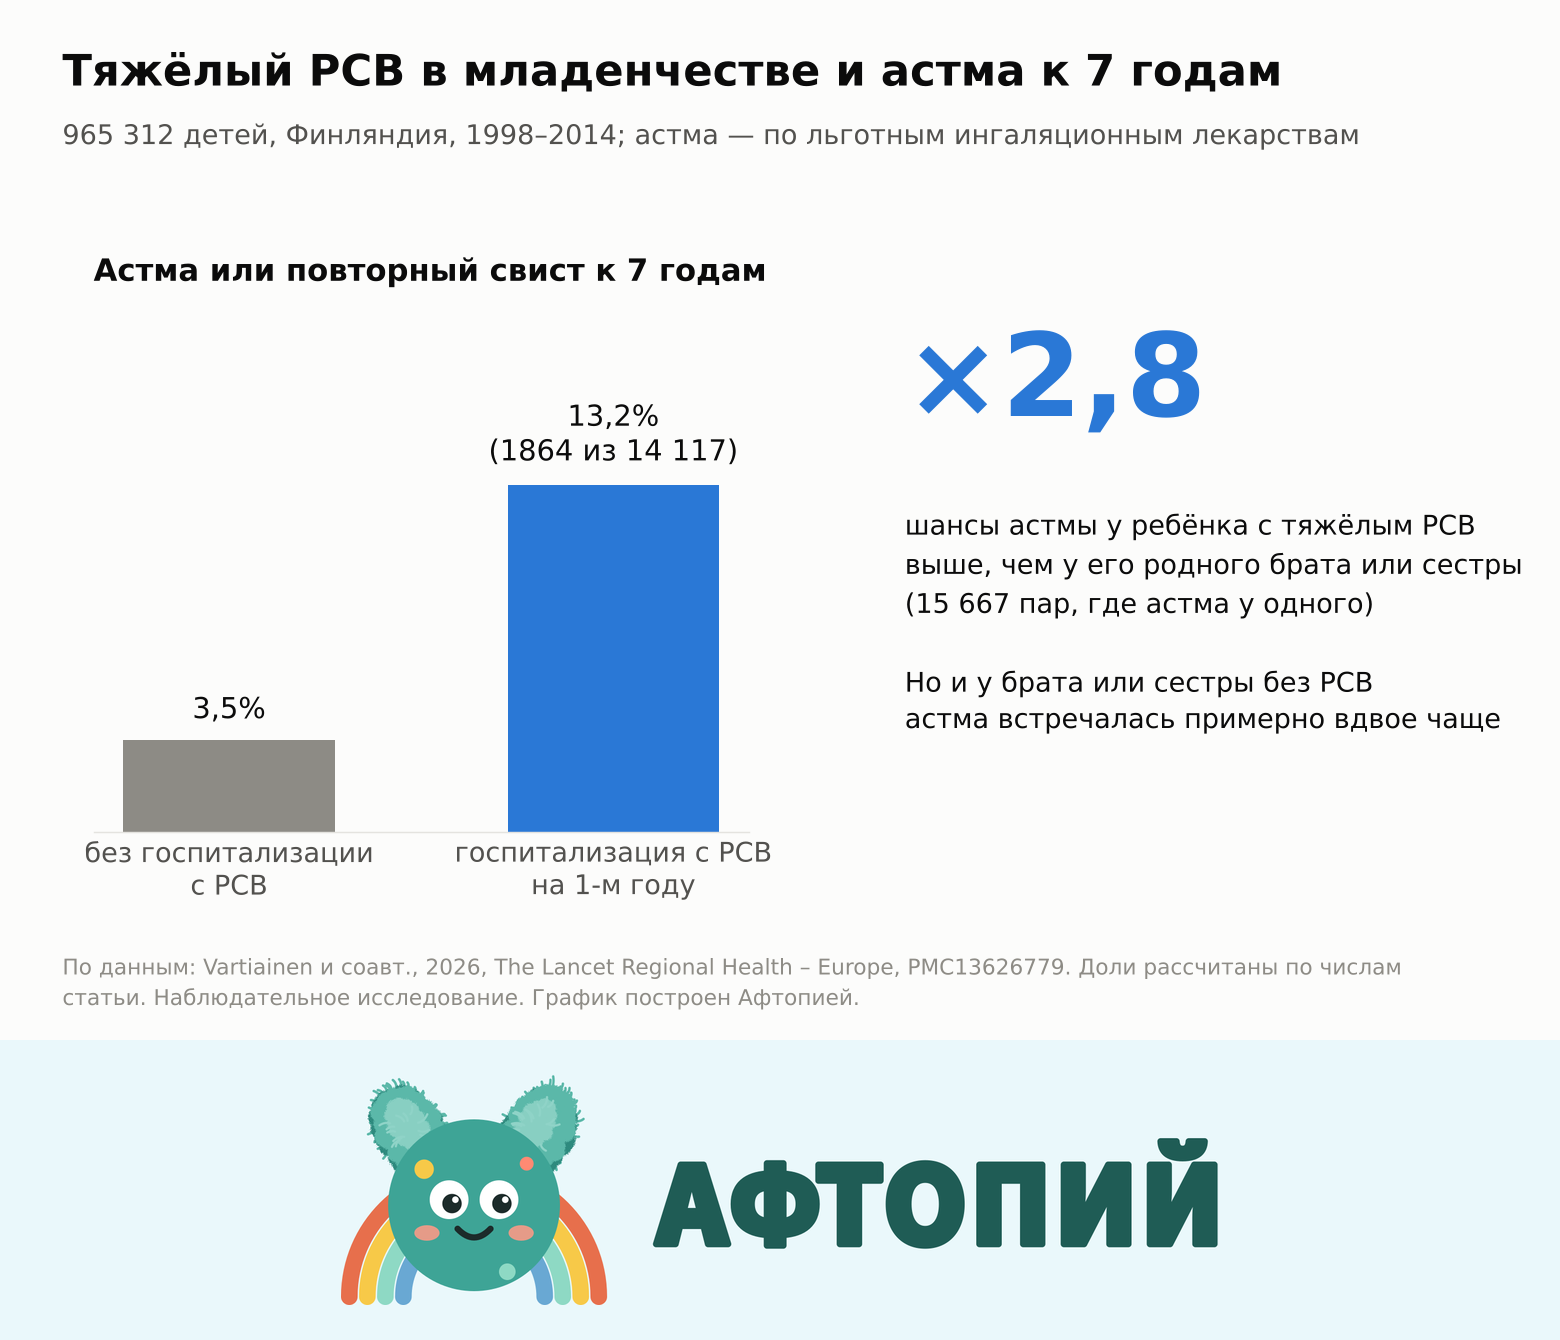 Тяжёлый РСВ в младенчестве и астма к 7 годам
965 312 детей, Финляндия, 1998–2014; астма — по льготным ингаляционным лекарствам
Астма или повторный свист к 7 годам
13,2%
(1864 из 14 117)
3,5%
без госпитализации
с РСВ
госпитализация с РСВ
на 1-м году
×2,8
шансы астмы у ребёнка с тяжёлым РСВ
выше, чем у его родного брата или сестры
(15 667 пар, где астма у одного)
Но и у брата или сестры без РСВ
астма встречалась примерно вдвое чаще
По данным: Vartiainen и соавт., 2026, The Lancet Regional Health – Europe, PMC13626779. Доли рассчитаны по числам
статьи. Наблюдательное исследование. График построен Афтопией.
АФТОПИЙ